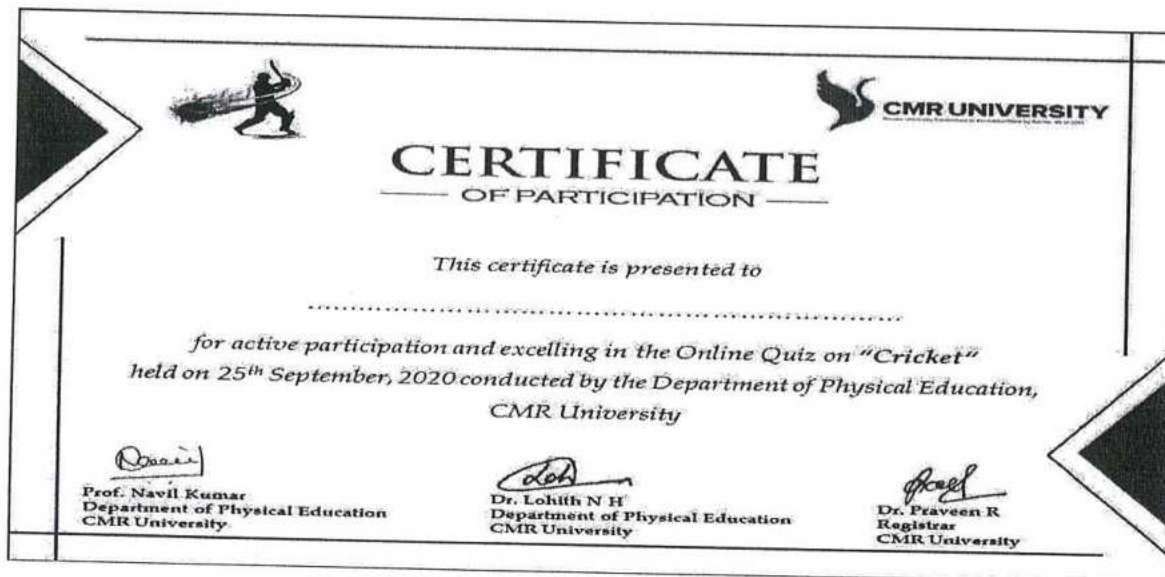 CMR UNIVERSITY
CERTIFICATE
OF PARTICIPATION
This certificate is presented to
........................................................................
for active participation and excelling in the Online Quiz on "Cricket"
held on 25th September, 2020 conducted by the Department of Physical Education,
CMR University
Prof. Navil Kumar
Department of Physical Education
CMR University
Dr. Lohith N H
Department of Physical Education
CMR University
Dr. Praveen R
Registrar
CMR University